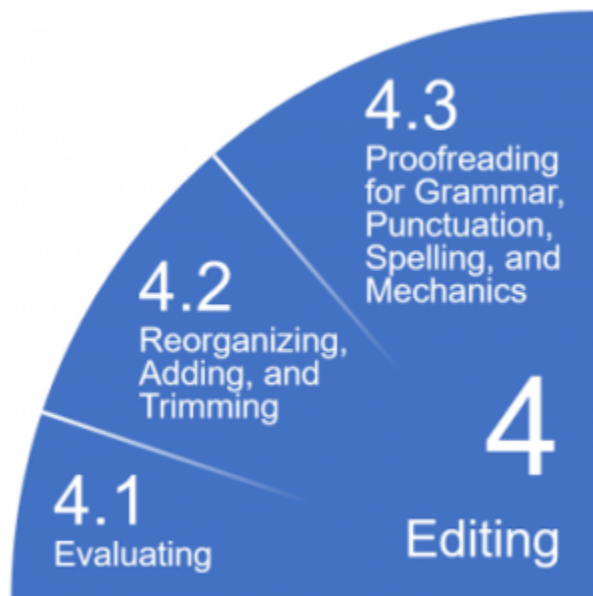 4.3
Proofreading
for Grammar,
Punctuation,
Spelling, and
Mechanics
4.2
Reorganizing,
Adding, and
Trimming
4.1
Evaluating
4
Editing